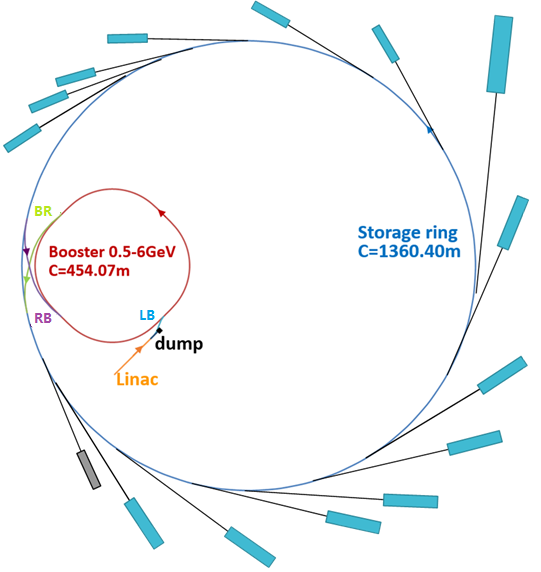 BR
Booster 0.5-6GeV
C=454.07m
Storage ring
C=1360.40m
RB
LB
dump
Linac